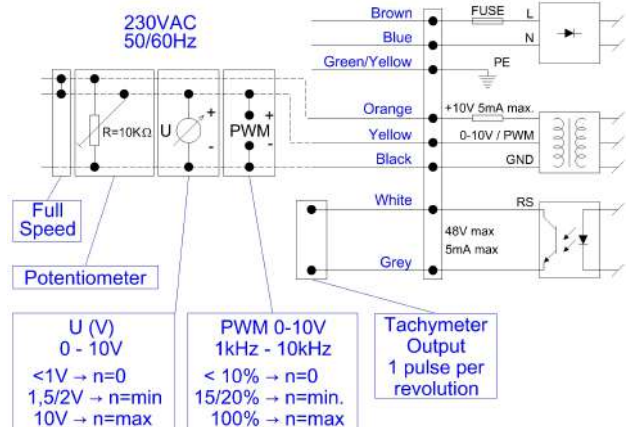 230VAC
50/60Hz
Brown
FUSE
L
Blue
N
Green/Yellow
PE
Orange
+10V 5mA max.
Yellow
0-10V / PWM
Black
GND
R=10KΩ
U
+
-
PWM
+
-
White
RS
48V max
5mA max
Grey
Full
Speed
Potentiometer
U (V)
0 - 10V
<1V → n=0
1,5/2V → n=min
10V → n=max
PWM 0-10V
1kHz - 10kHz
< 10% → n=0
15/20% → n=min.
100% → n=max
Tachymeter
Output
1 pulse per
revolution